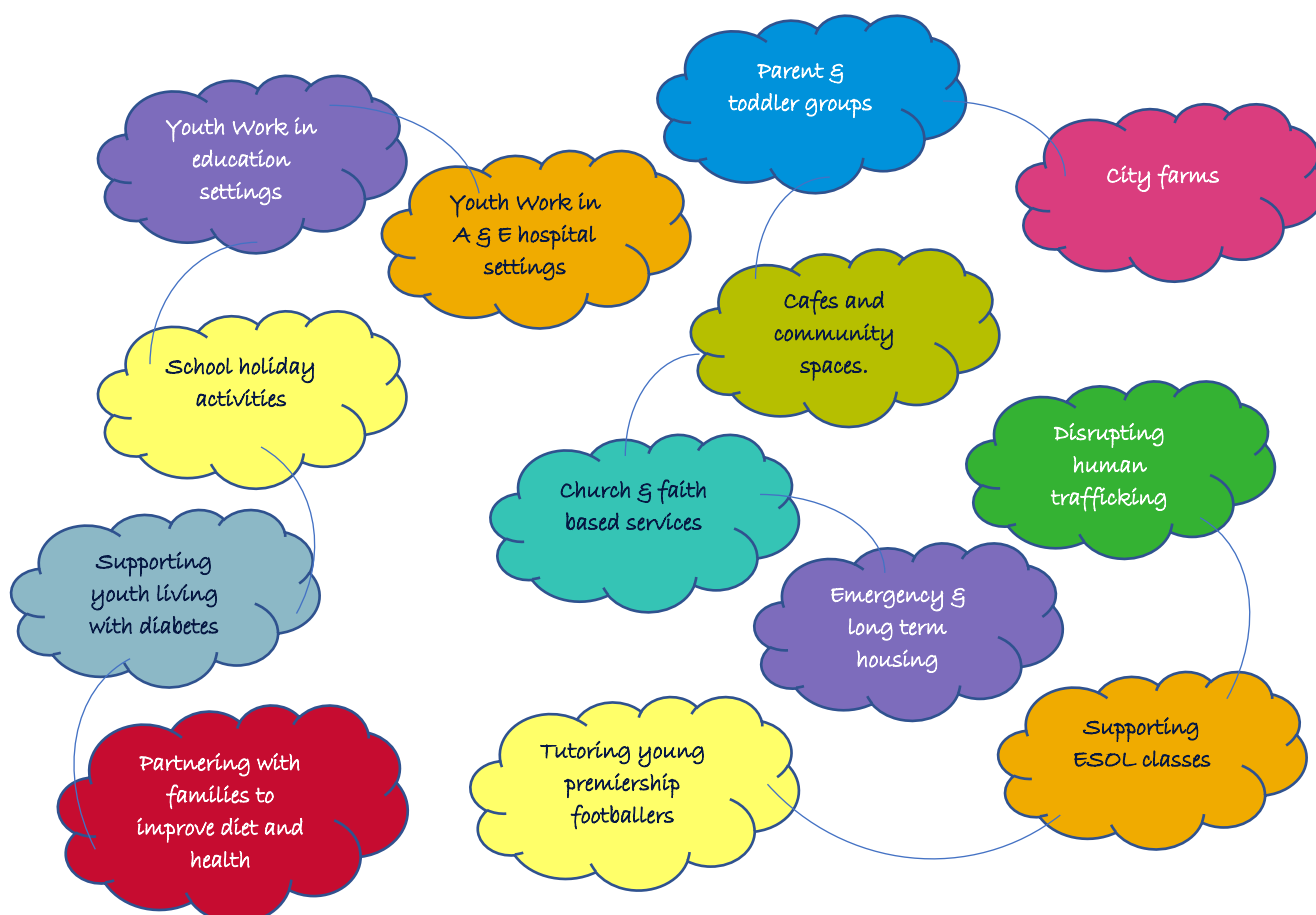 Parent &
toddler groups
Youth Work in
education
settings
City farms
Youth Work in
A & E hospital
settings
Cafes and
community
spaces.
School holiday
activities
Disrupting
human
trafficking
Church & faith
based services
Supporting
youth living
with diabetes
Emergency &
long term
housing
Supporting
ESOL classes
Tutoring young
premiership
footballers
Partnering with
families to
improve diet and
health